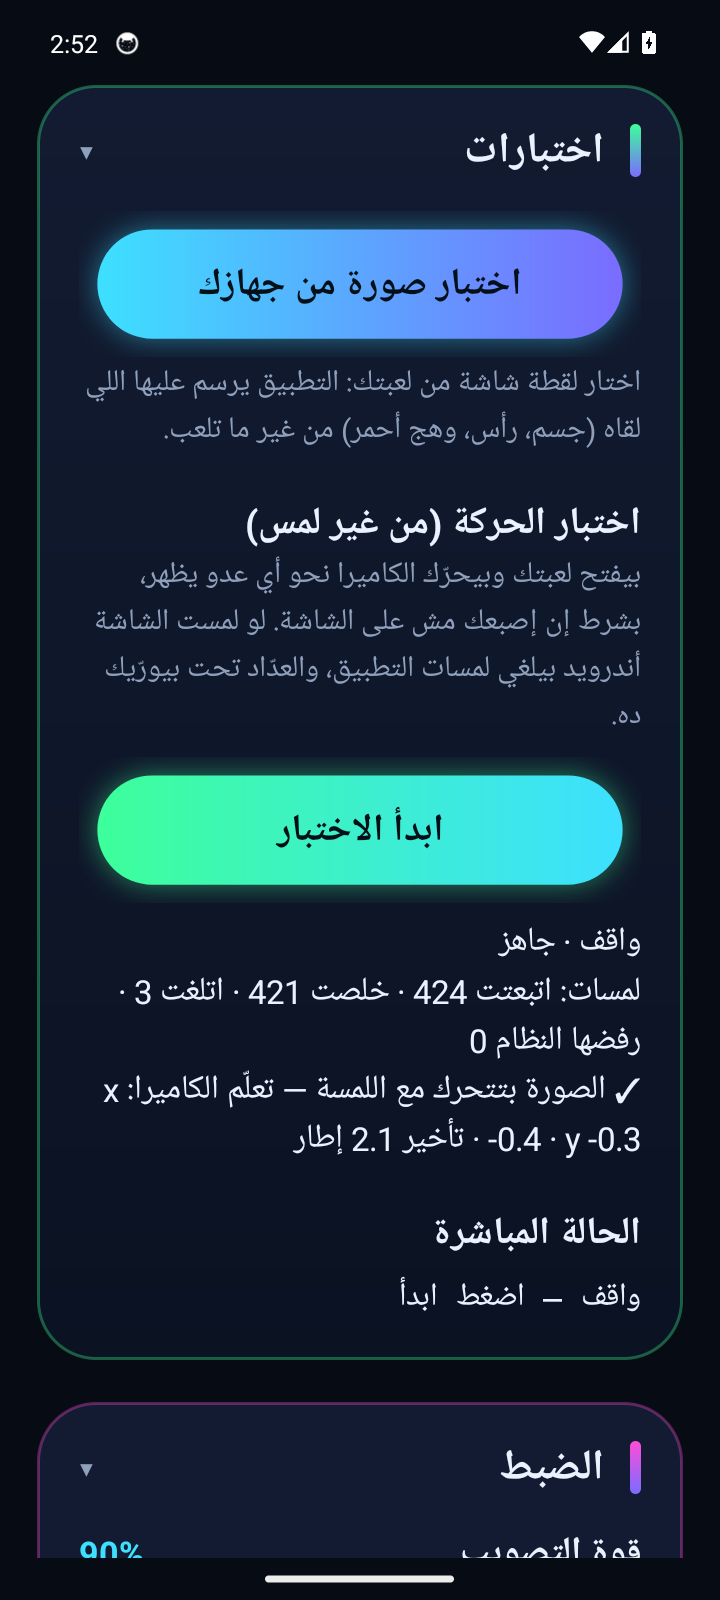 2:52
اختبارات
▼
اختبار صورة من جهازك
اختار لقطة شاشة من لعبتك: التطبيق يرسم عليها اللي
لقاه (جسم، رأس، وهج أحمر) من غير ما تلعب.
اختبار الحركة (من غير لمس)
بيفتح لعبتك وبيحرّك الكاميرا نحو أي عدو يظهر،
بشرط إن إصبعك مش على الشاشة. لو لمست الشاشة
أندرويد بيلغي لمسات التطبيق، والعدّاد تحت بيورّيك
ده.
ابدأ الاختبار
واقف · جاهز
لمسات: اتبعتت 424 · خلصت 421 · اتلغت 3 ·
رفضها النظام 0
✓ الصورة بتتحرك مع اللمسة — تعلّم الكاميرا: x
-0.4 · y -0.3 · تأخير 2.1 إطار
الحالة المباشرة
واقف — اضغط ابدأ
الضبط
▼
قوة التصويب
90%